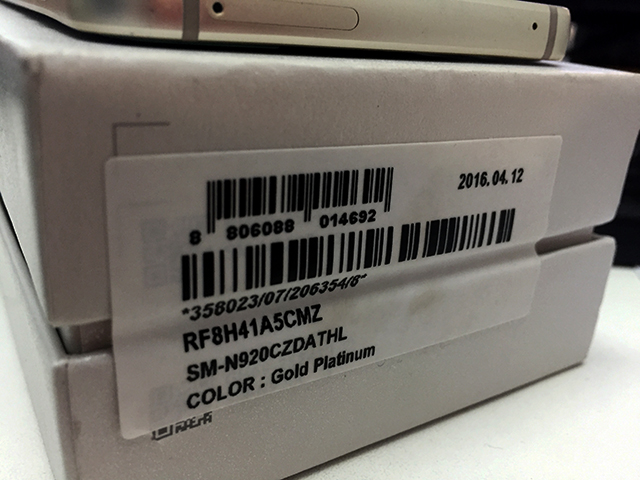 2016.04.12
8 806088 014692
*358023/07/206354/8*
RF8H41A5CMZ
SM-N920CZDATHL
COLOR : Gold Platinum